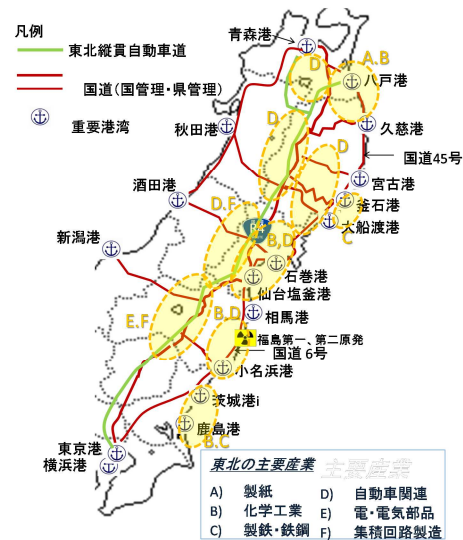 凡例
東北縦貫自動車道
国道(国管理・県管理)
重要港湾
青森港
A.B
D
八戸港
秋田港
D
久慈港
D
国道45号
宮古港
酒田港
D.F
釜石港
大船渡港
C
新潟港
B,D
石巻港
仙台塩釜港
E.F
B,D
相馬港
福島第一、第二原発
国道 6号
小名浜港
茨城港i
鹿島港
B.C
東京港
横浜港
東北の主要産業 主要産業
A) 製紙 D) 自動車関連
B) 化学工業 E) 電・電気部品
C) 製鉄・鉄鋼 F) 集積回路製造